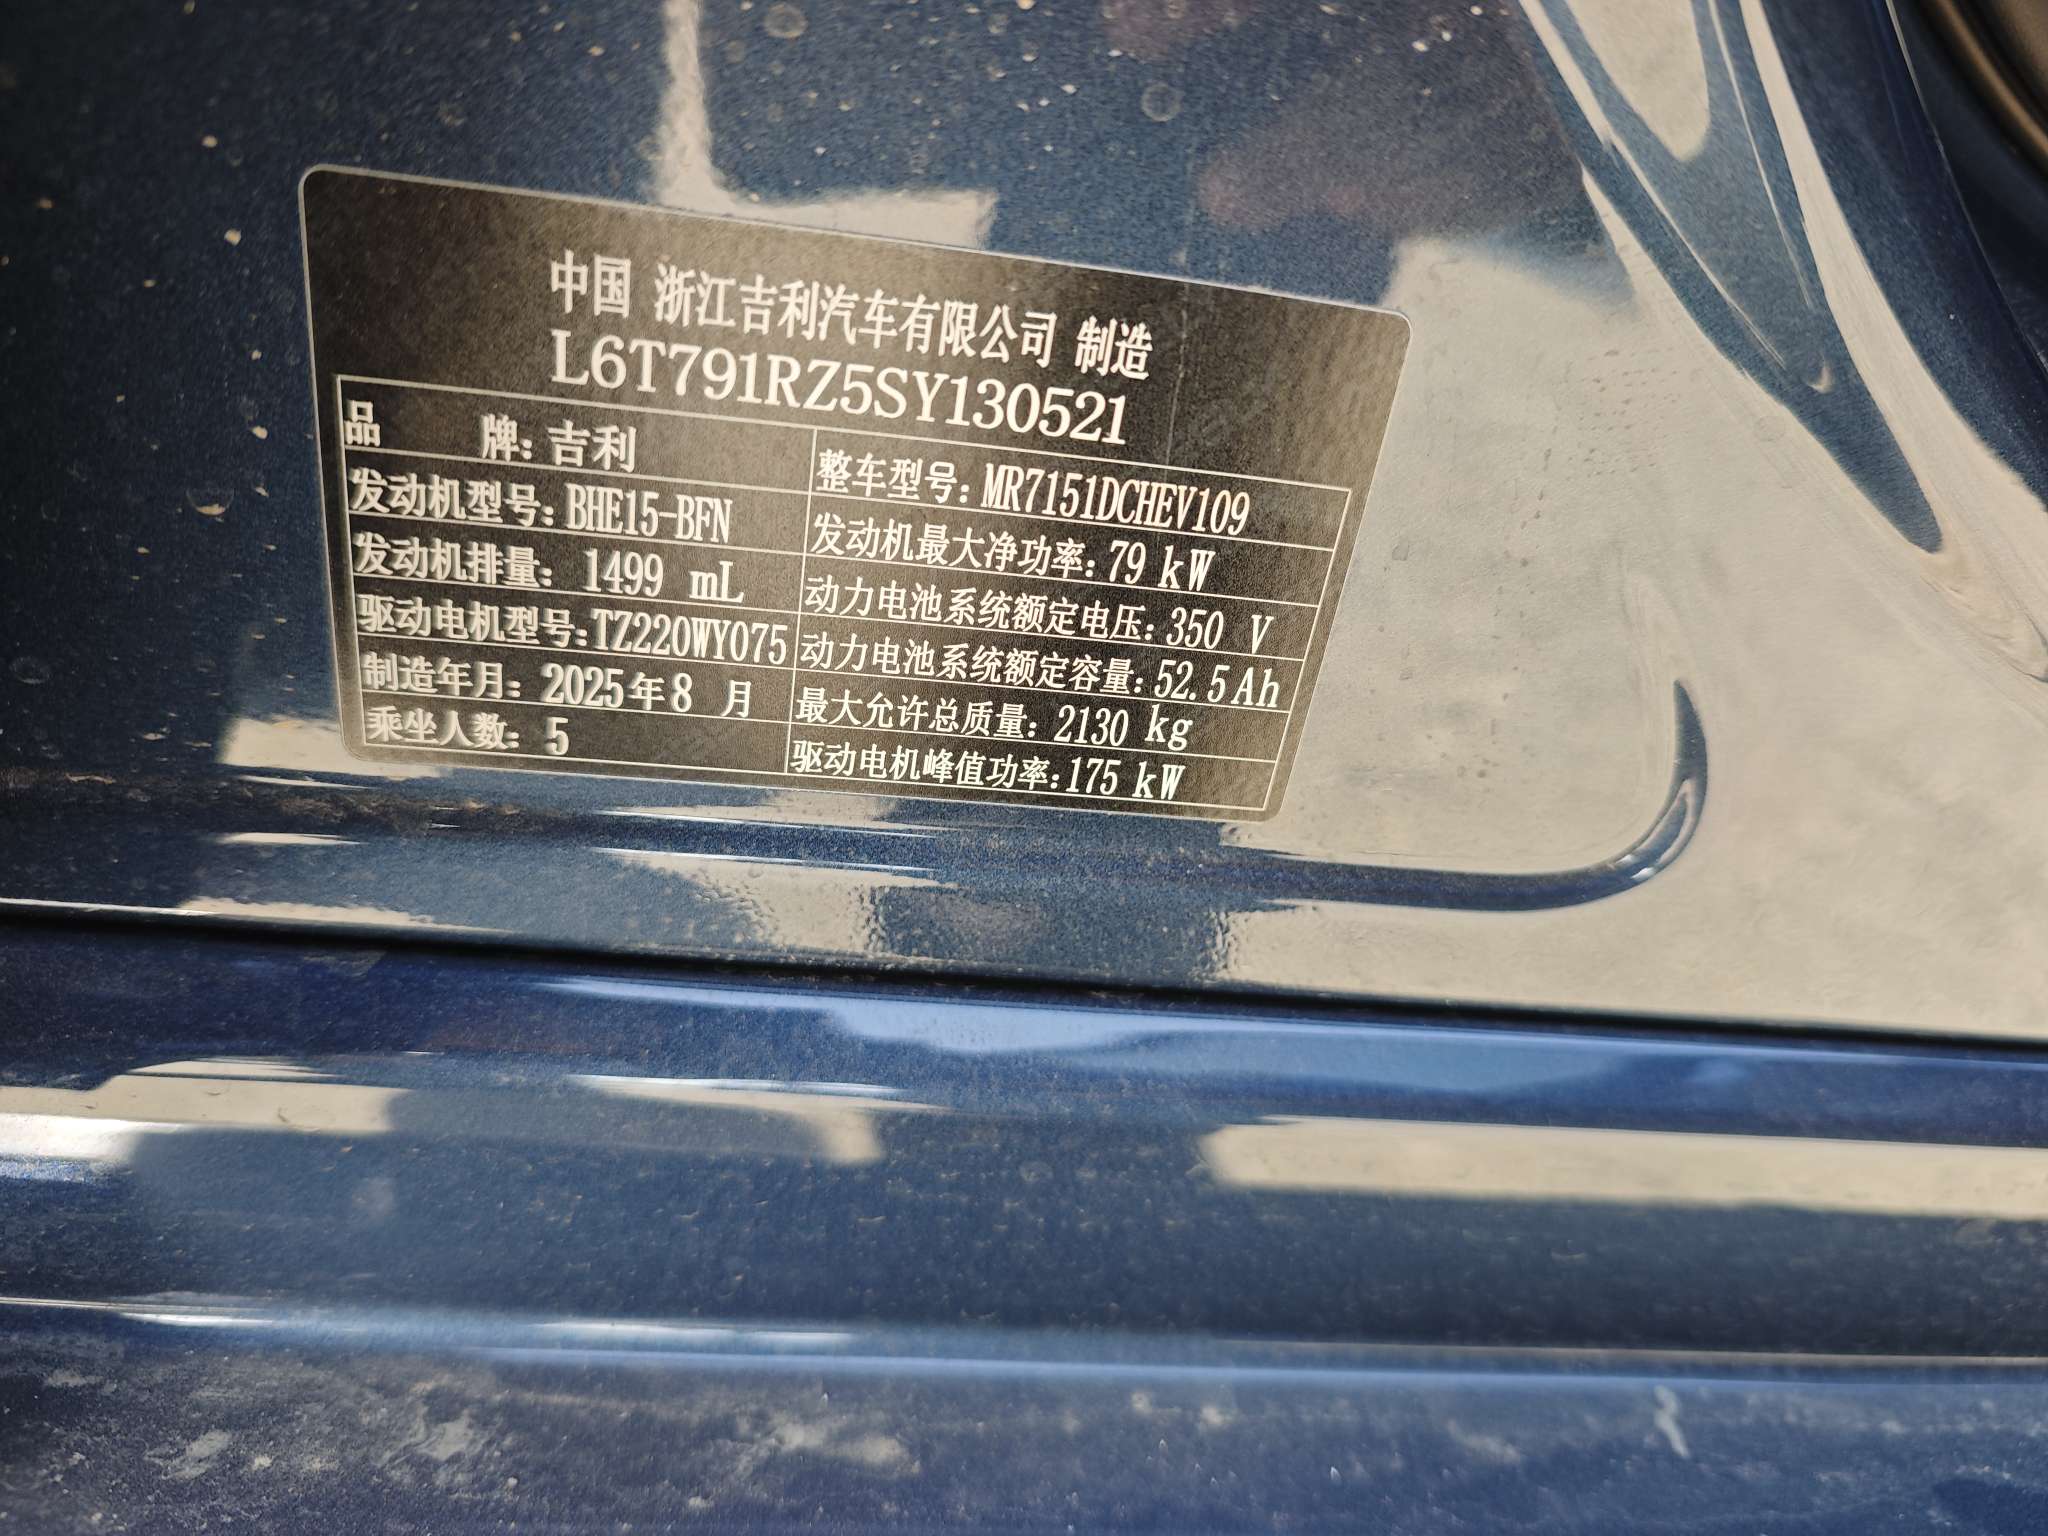 中国 浙江吉利汽车有限公司 制造
L6T791RZ5SY130521
品 牌: 吉利
整车型号: MR7151DCHEV109
发动机型号: BHE15-BFN
发动机最大净功率: 79 kW
发动机排量: 1499 mL
动力电池系统额定电压: 350 V
驱动电机型号: TZ220WY075
动力电池系统额定容量: 52.5 Ah
制造年月: 2025年8 月
最大允许总质量: 2130 kg
乘坐人数: 5
驱动电机峰值功率: 175 kW